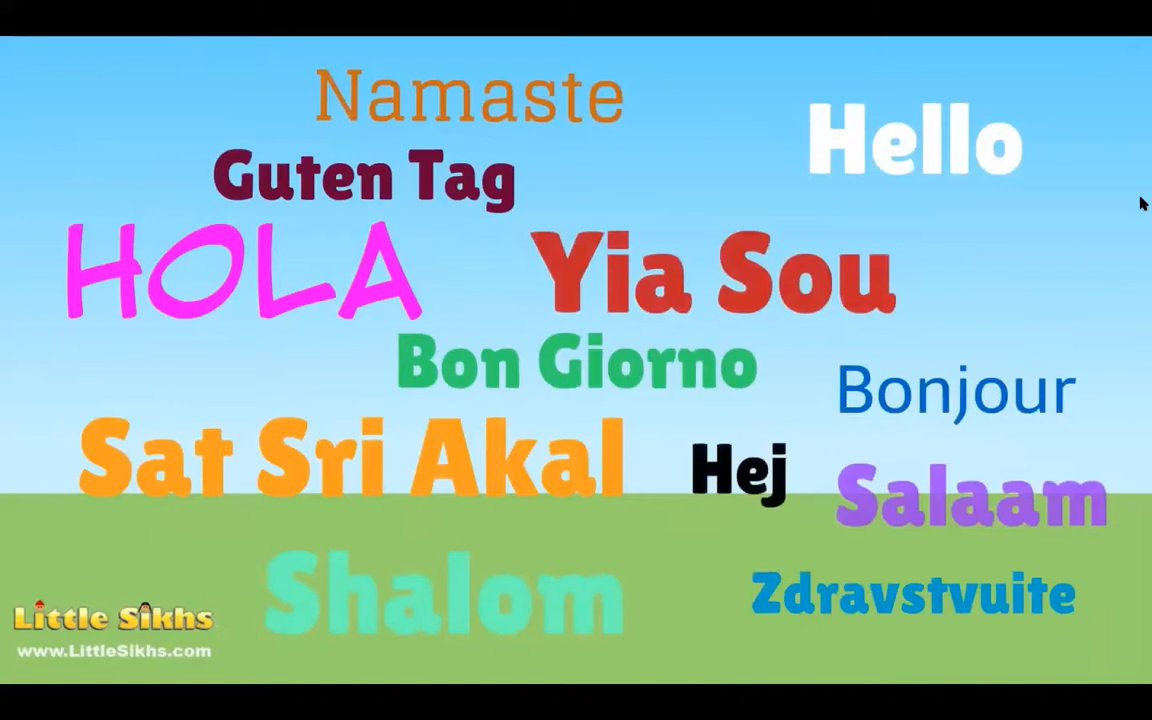 Namaste
Hello
Guten Tag
HOLA
Yia Sou
Bon Giorno
Bonjour
Sat Sri Akal
Hej
Salaam
Shalom
Zdravstvuite
Little Sikhs
www.LittleSikhs.com